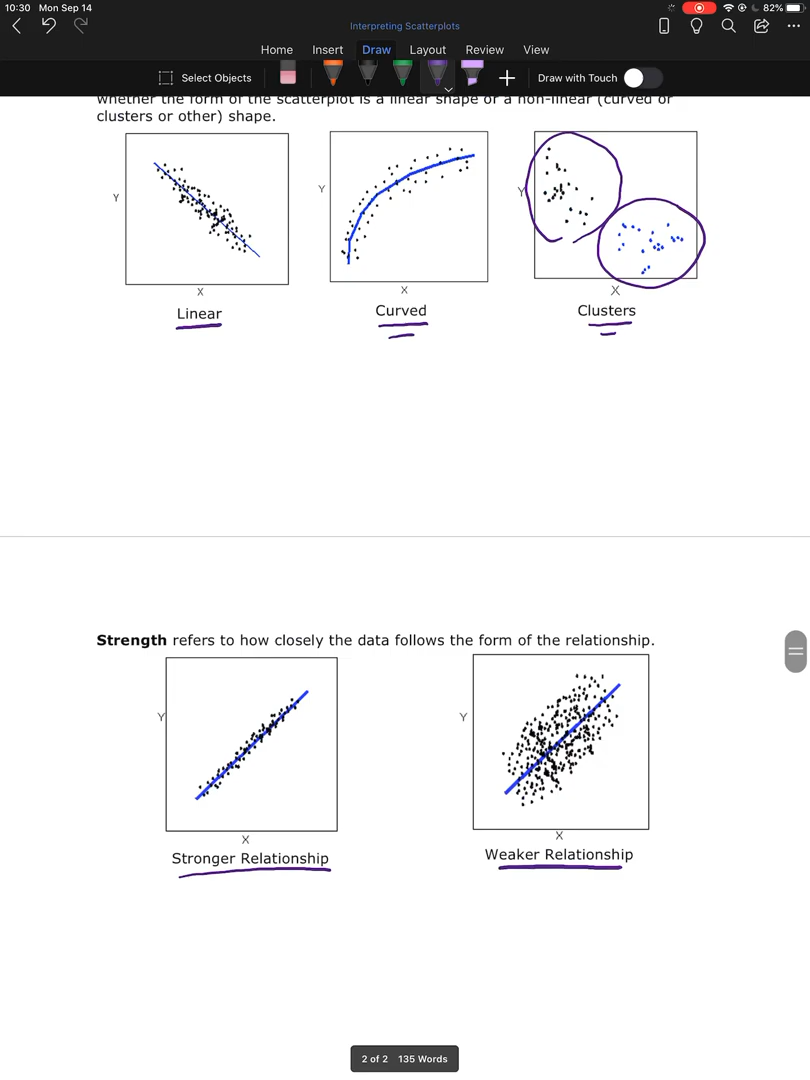 10:30 Mon Sep 14
82%
Interpreting Scatterplots
Home Insert Draw Layout Review View
Select Objects
Draw with Touch
whether the form of the scatterplot is a linear shape or a non-linear (curved or
clusters or other) shape.
Y
X
Linear
Y
X
Curved
Y
X
Clusters
Strength refers to how closely the data follows the form of the relationship.
Y
X
Stronger Relationship
Y
X
Weaker Relationship
2 of 2 135 Words